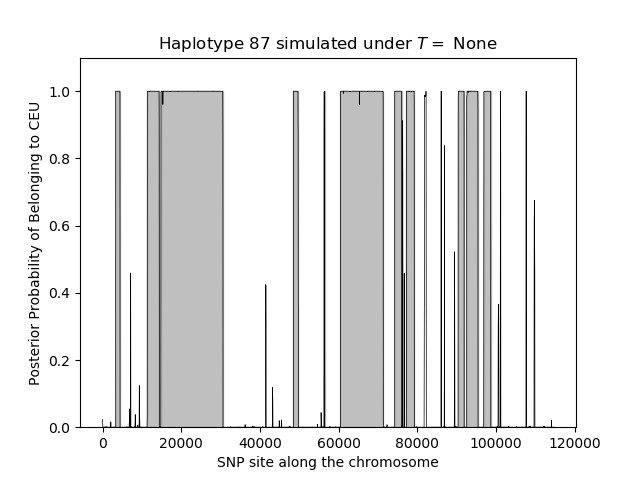 Haplotype 87 simulated under T = None
Posterior Probability of Belonging to CEU
1.0
0.8
0.6
0.4
0.2
0.0
0 20000 40000 60000 80000 100000 120000
SNP site along the chromosome